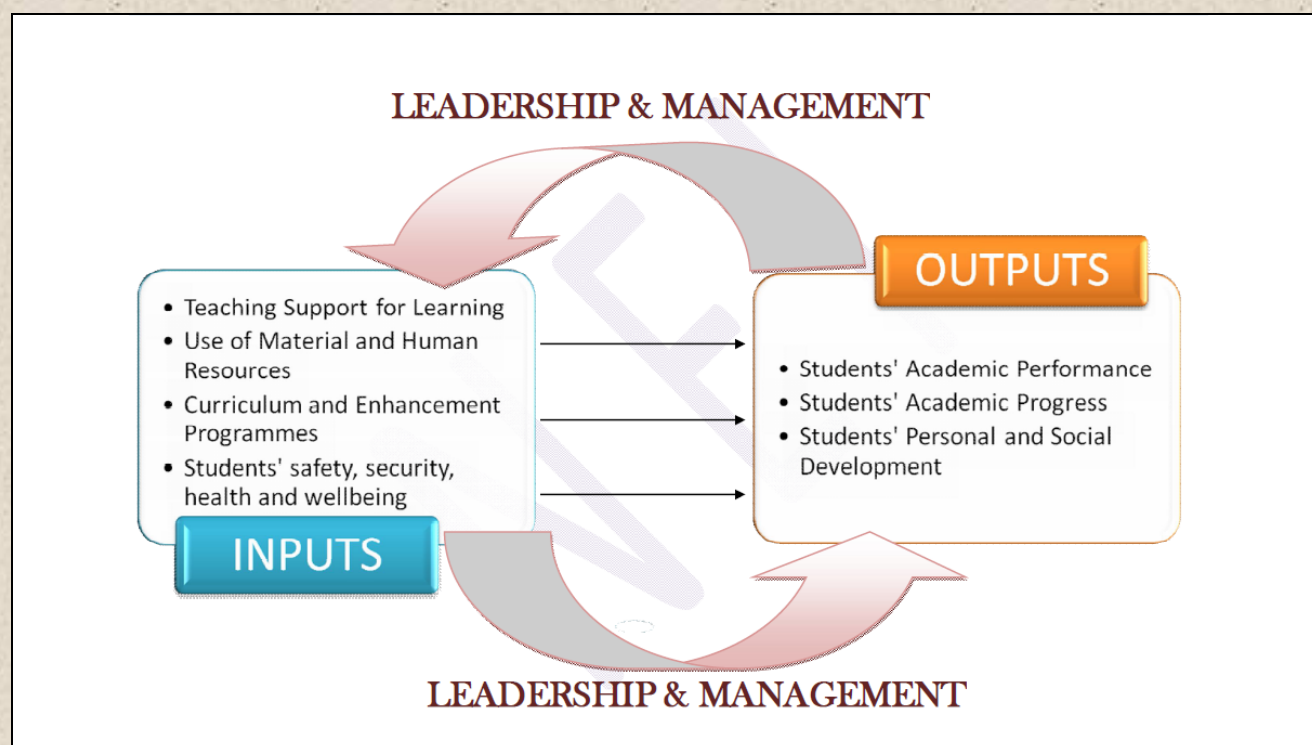 LEADERSHIP & MANAGEMENT
• Teaching Support for Learning
• Use of Material and Human
Resources
• Curriculum and Enhancement
Programmes
• Students' safety, security,
health and wellbeing
INPUTS
OUTPUTS
• Students' Academic Performance
• Students' Academic Progress
• Students' Personal and Social
Development
LEADERSHIP & MANAGEMENT